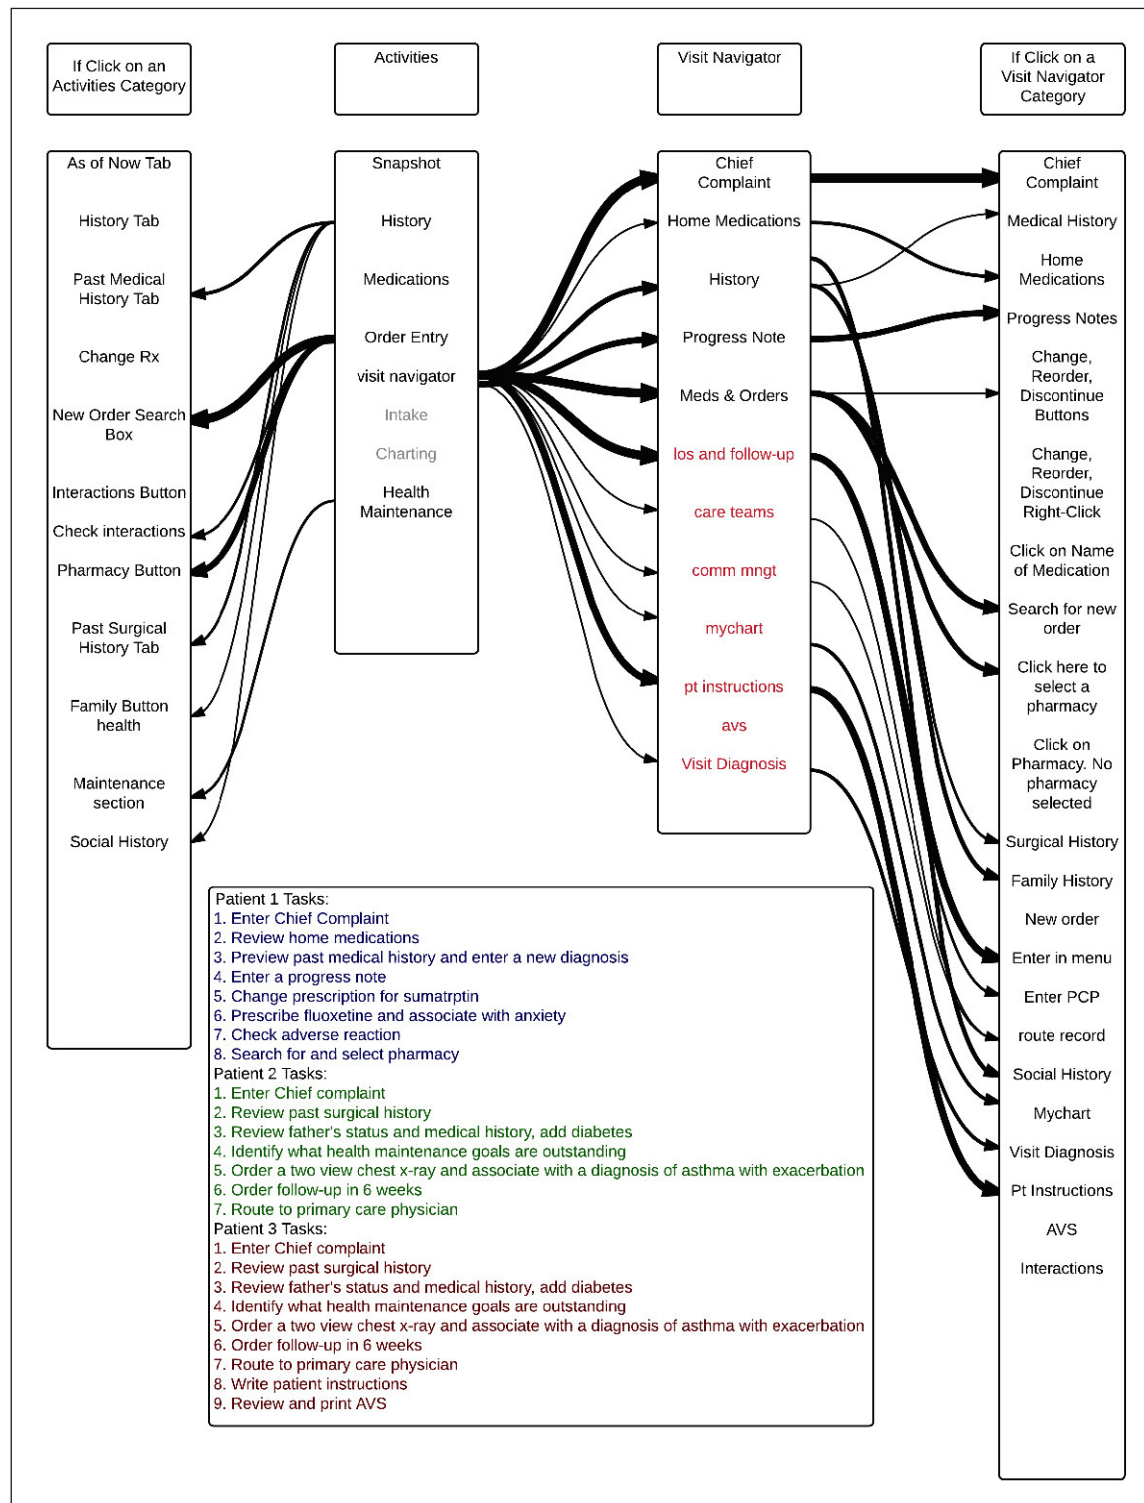 If Click on an
Activities Category
Activities
Visit Navigator
If Click on a
Visit Navigator
Category
As of Now Tab
History Tab
Past Medical
History Tab
Change Rx
New Order Search
Box
Interactions Button
Check interactions
Pharmacy Button
Past Surgical
History Tab
Family Button
health
Maintenance
section
Social History
Snapshot
History
Medications
Order Entry
visit navigator
Intake
Charting
Health
Maintenance
Chief
Complaint
Home Medications
History
Progress Note
Meds & Orders
los and follow-up
care teams
comm mngt
mychart
pt instructions
avs
Visit Diagnosis
Chief
Complaint
Medical History
Home
Medications
Progress Notes
Change,
Reorder,
Discontinue
Buttons
Change,
Reorder,
Discontinue
Right-Click
Click on Name
of Medication
Search for new
order
Click here to
select a
pharmacy
Click on
Pharmacy. No
pharmacy
selected
Surgical History
Family History
New order
Enter in menu
Enter PCP
route record
Social History
Mychart
Visit Diagnosis
Pt Instructions
AVS
Interactions
Patient 1 Tasks:
1. Enter Chief Complaint
2. Review home medications
3. Preview past medical history and enter a new diagnosis
4. Enter a progress note
5. Change prescription for sumatrptin
6. Prescribe fluoxetine and associate with anxiety
7. Check adverse reaction
8. Search for and select pharmacy
Patient 2 Tasks:
1. Enter Chief complaint
2. Review past surgical history
3. Review father's status and medical history, add diabetes
4. Identify what health maintenance goals are outstanding
5. Order a two view chest x-ray and associate with a diagnosis of asthma with exacerbation
6. Order follow-up in 6 weeks
7. Route to primary care physician
Patient 3 Tasks:
1. Enter Chief complaint
2. Review past surgical history
3. Review father's status and medical history, add diabetes
4. Identify what health maintenance goals are outstanding
5. Order a two view chest x-ray and associate with a diagnosis of asthma with exacerbation
6. Order follow-up in 6 weeks
7. Route to primary care physician
8. Write patient instructions
9. Review and print AVS